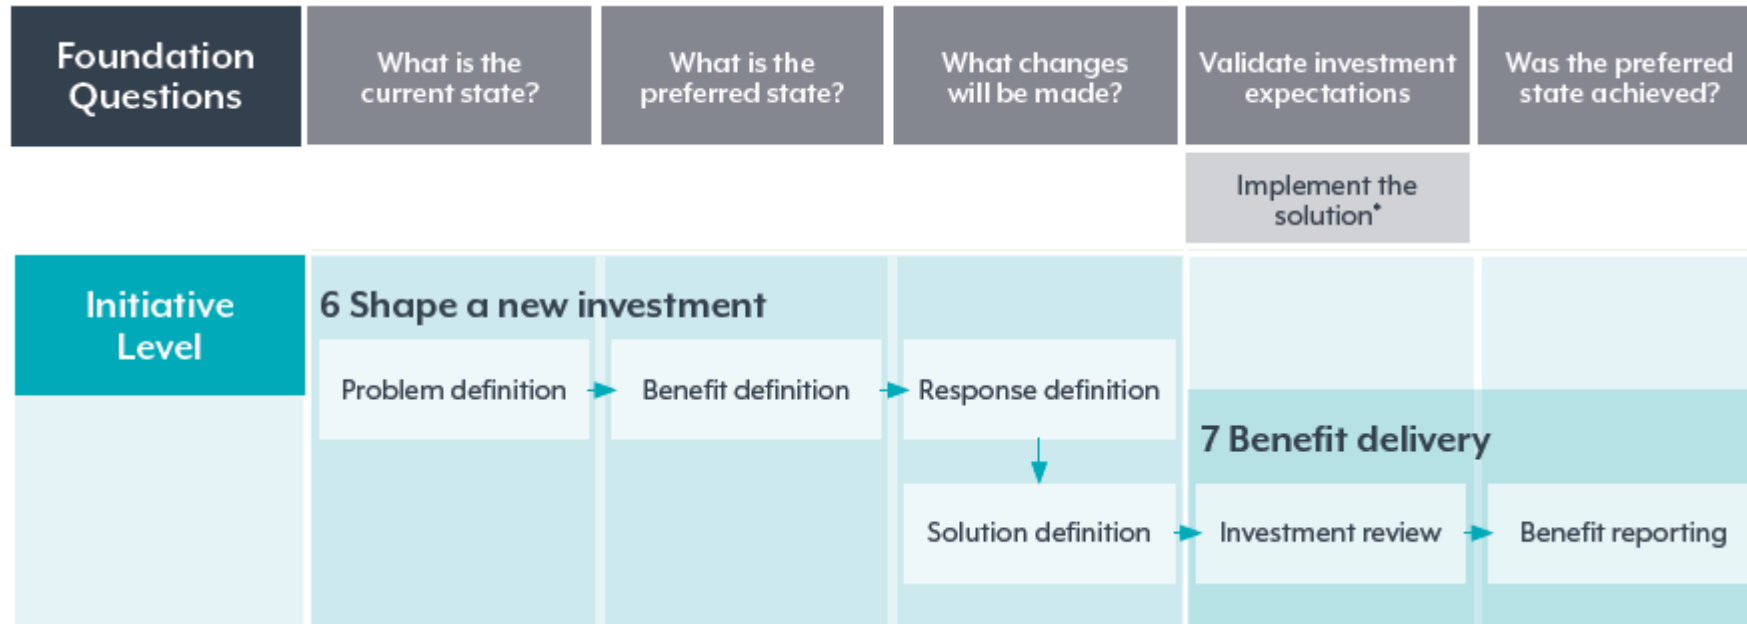 Foundation
Questions
What is the
current state?
What is the
preferred state?
What changes
will be made?
Validate investment
expectations
Was the preferred
state achieved?
Implement the
solution*
Initiative
Level
6 Shape a new investment
Problem definition
Benefit definition
Response definition
7 Benefit delivery
Solution definition
Investment review
Benefit reporting